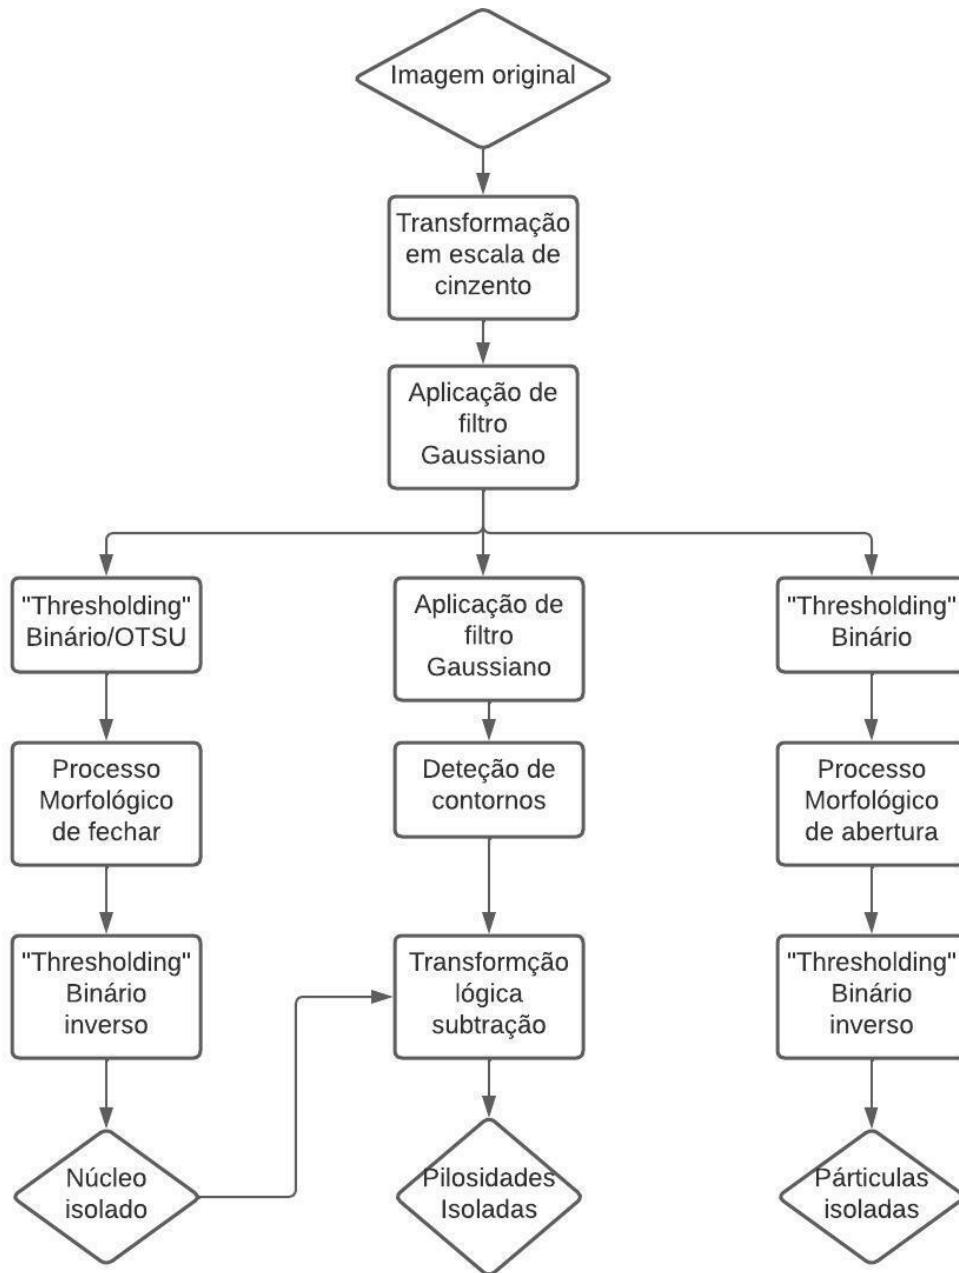 Imagem original
Transformação
em escala de
cinzento
Aplicação de
filtro
Gaussiano
"Thresholding"
Binário/OTSU
Aplicação de
filtro
Gaussiano
"Thresholding"
Binário
Processo
Morfológico
de fechar
Deteção de
contornos
Processo
Morfológico
de abertura
"Thresholding"
Binário
inverso
Transformção
lógica
subtração
"Thresholding"
Binário
inverso
Núcleo
isolado
Pilosidades
Isoladas
Párticulas
isoladas